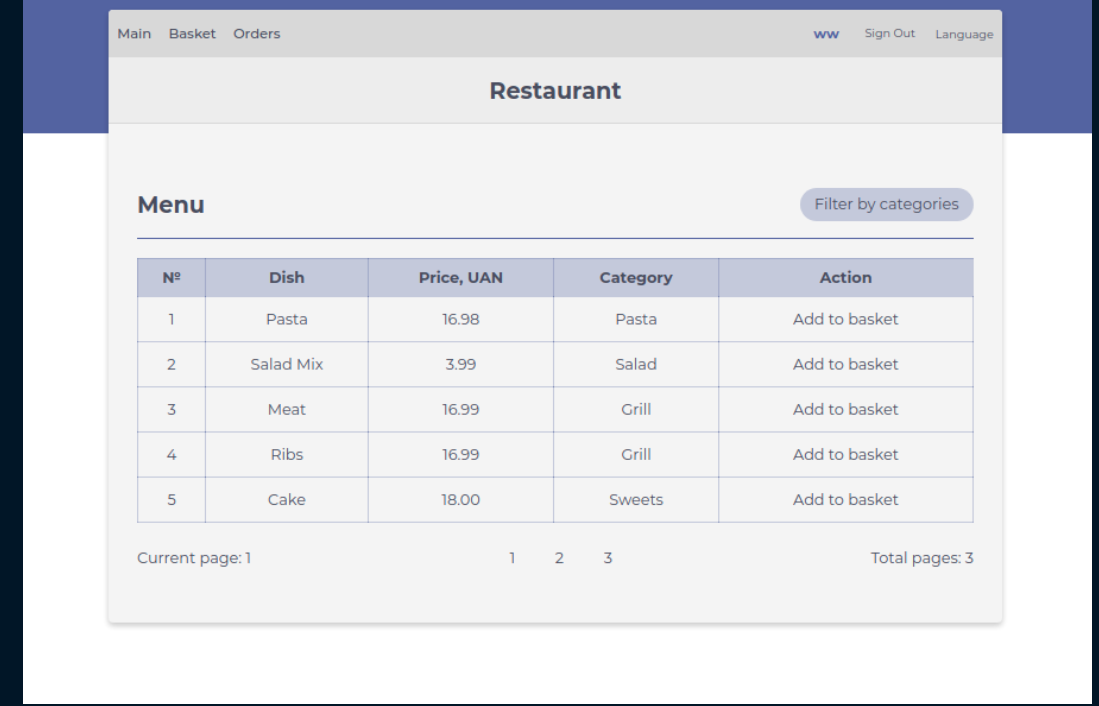 Main Basket Orders ww Sign Out Language
Restaurant
Menu Filter by categories
Nº Dish Price, UAN Category Action
1 Pasta 16.98 Pasta Add to basket
2 Salad Mix 3.99 Salad Add to basket
3 Meat 16.99 Grill Add to basket
4 Ribs 16.99 Grill Add to basket
5 Cake 18.00 Sweets Add to basket
Current page: 1 1 2 3 Total pages: 3